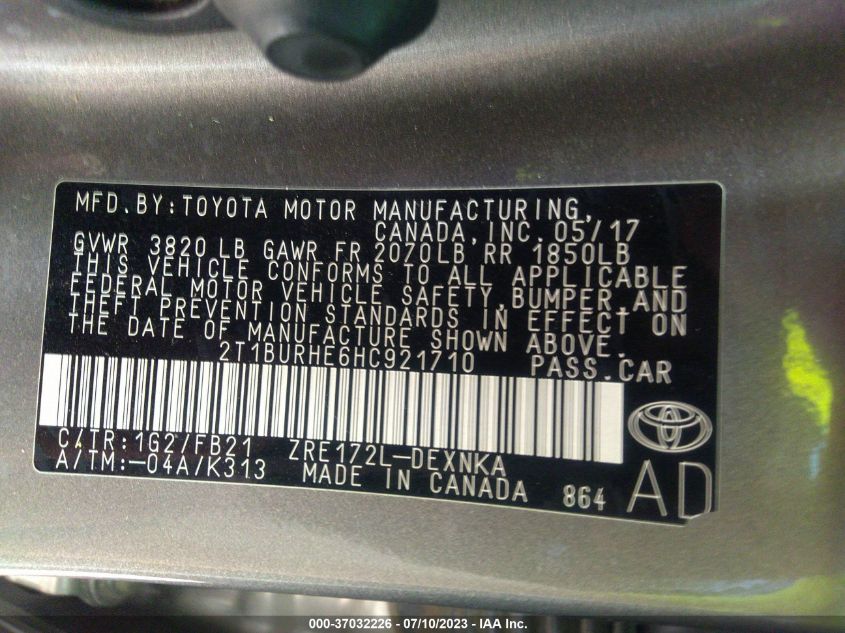 MFD.BY:TOYOTA MOTOR MANUFACTURING,
CANADA,INC. 05/17
GVWR 3820 LB GAWR FR 2070LB RR 1850LB
THIS VEHICLE CONFORMS TO ALL APPLICABLE
FEDERAL MOTOR VEHICLE SAFETY,BUMPER AND
THEFT PREVENTION STANDARDS IN EFFECT ON
THE DATE OF MANUFACTURE SHOWN ABOVE.
2T1BURHE6HC921710 PASS.CAR
C/TR:1G2/FB21 ZRE172L-DEXNKA
A/TM:-04A/K313 MADE IN CANADA 864
AD
000-37032226 - 07/10/2023 - IAA Inc.